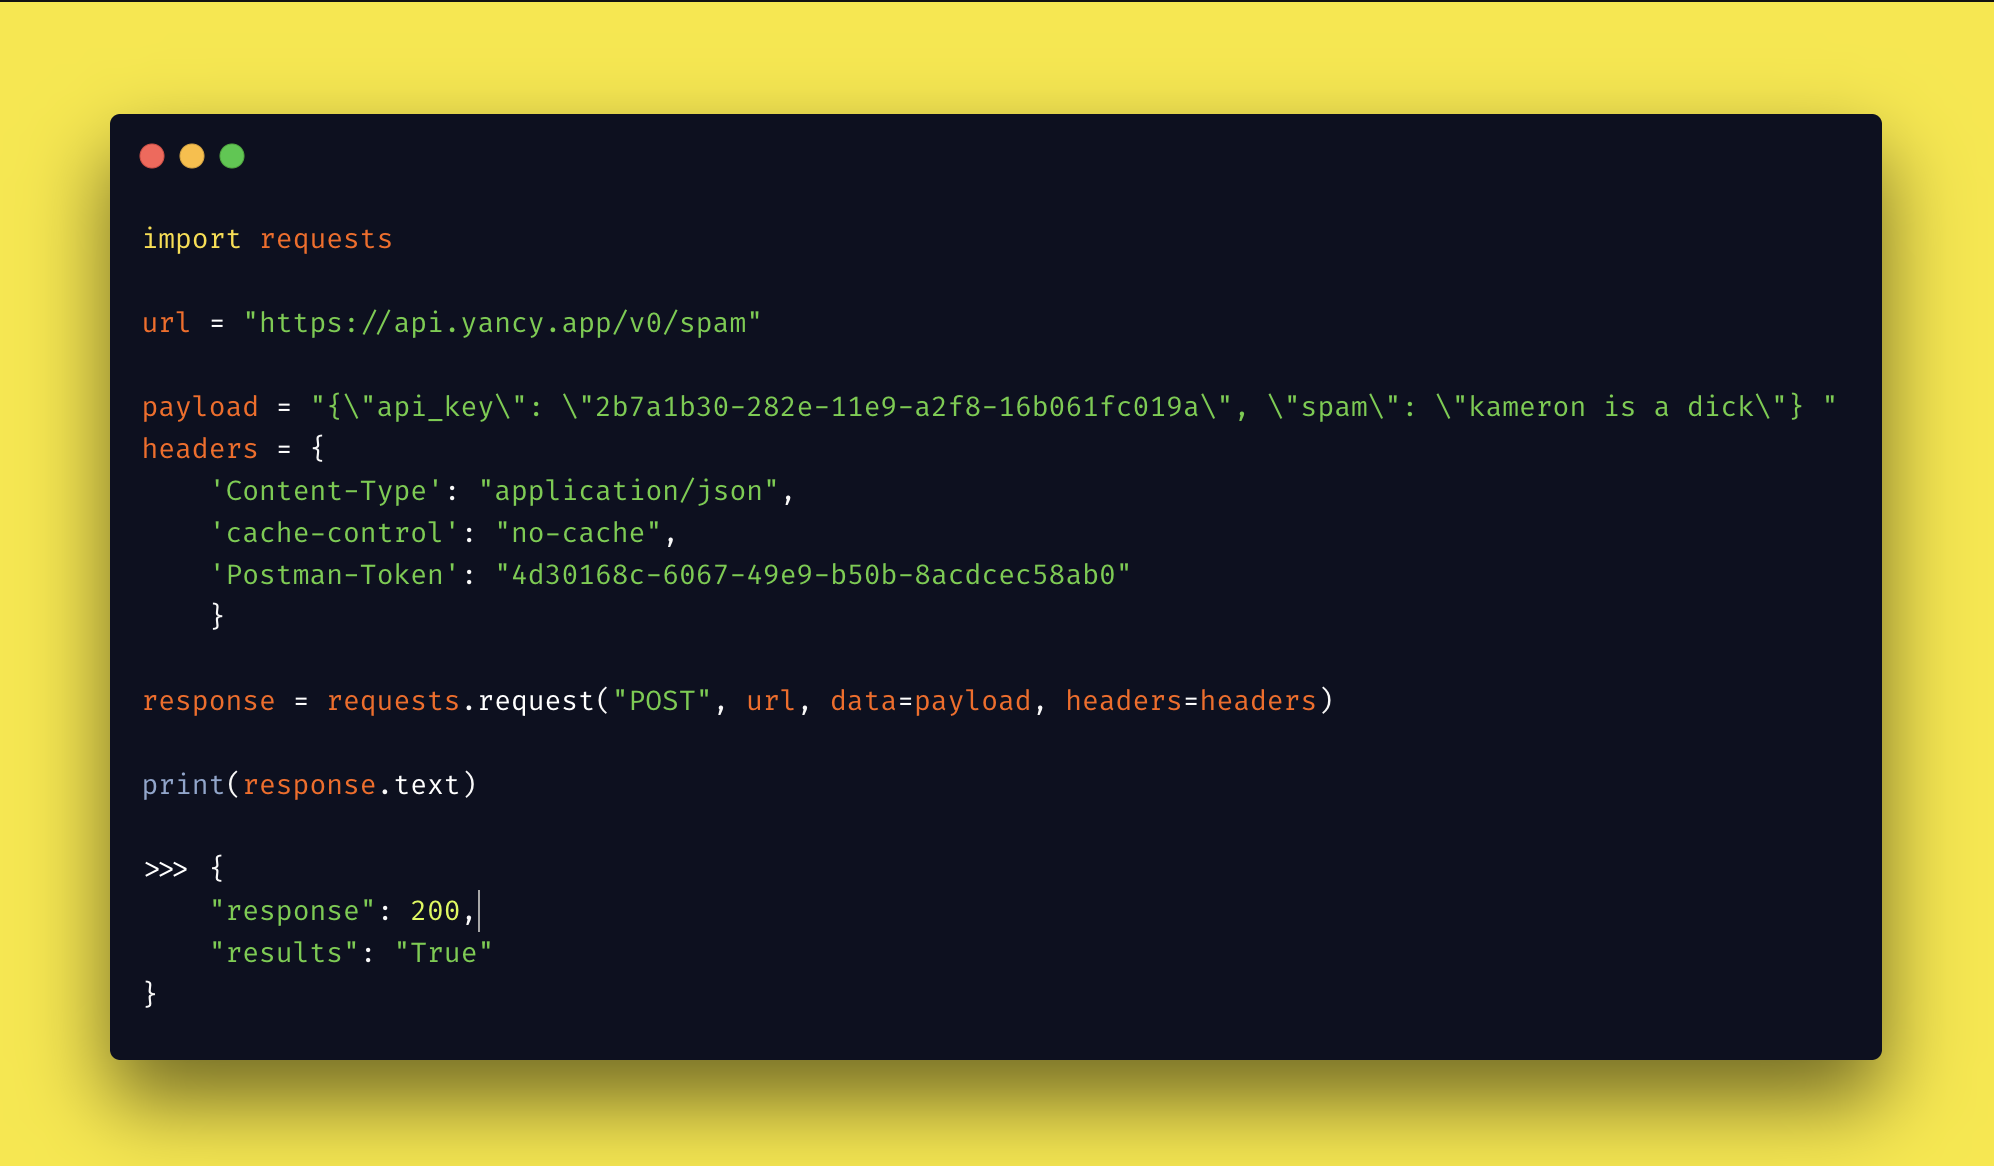 import requests
url = "https://api.yancy.app/v0/spam"
payload = "{\"api_key\": \"2b7a1b30-282e-11e9-a2f8-16b061fc019a\", \"spam\": \"kameron is a dick\"} "
headers = {
    'Content-Type': "application/json",
    'cache-control': "no-cache",
    'Postman-Token': "4d30168c-6067-49e9-b50b-8acdcec58ab0"
    }
response = requests.request("POST", url, data=payload, headers=headers)
print(response.text)
>>> {
    "response": 200,
    "results": "True"
}